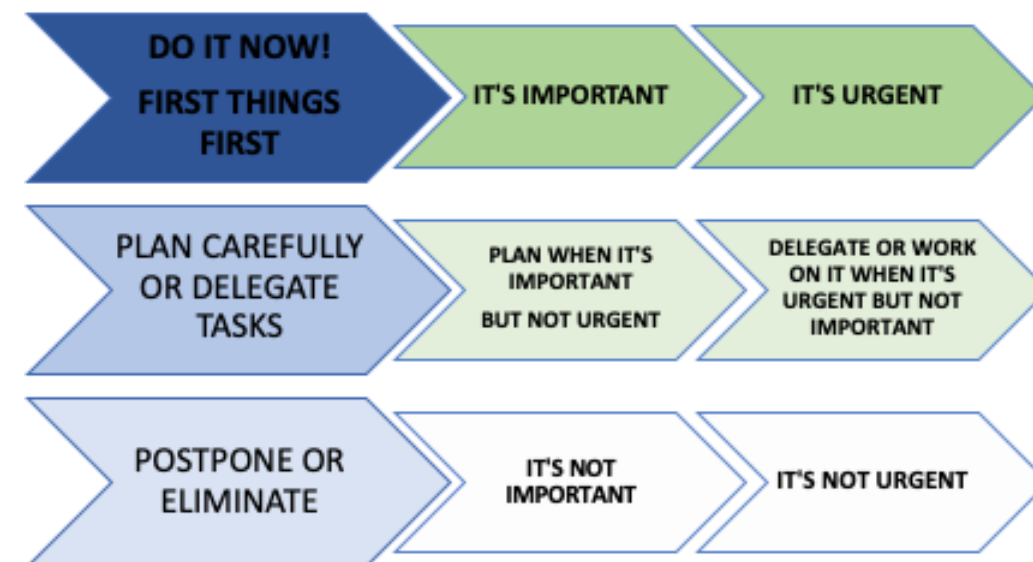 DO IT NOW!
FIRST THINGS
FIRST
IT'S IMPORTANT
IT'S URGENT
PLAN CAREFULLY
OR DELEGATE
TASKS
PLAN WHEN IT'S
IMPORTANT
BUT NOT URGENT
DELEGATE OR WORK
ON IT WHEN IT'S
URGENT BUT NOT
IMPORTANT
POSTPONE OR
ELIMINATE
IT'S NOT
IMPORTANT
IT'S NOT URGENT